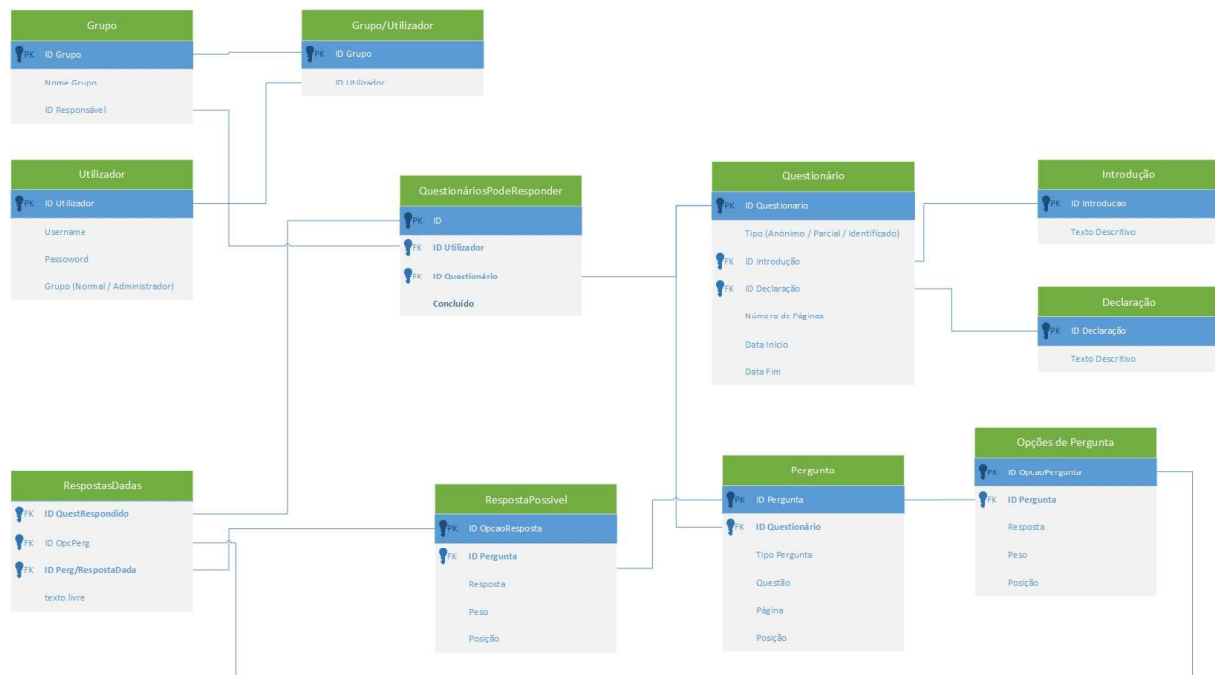 Grupo
PK ID Grupo
Nome Grupo
ID Responsável
Grupo/Utilizador
PK ID Grupo
ID Utilizador
Utilizador
PK ID Utilizador
Username
Passoword
Grupo (Normal / Administrador)
QuestionáriosPodeResponder
PK ID
FK ID Utilizador
FK ID Questionário
Concluído
Questionário
PK ID Questionario
Tipo (Anónimo / Parcial / Identificado)
FK ID Introdução
FK ID Declaração
Número de Páginas
Data Inicio
Data Fim
Introdução
PK ID Introducao
Texto Descritivo
Declaração
PK ID Declaração
Texto Descritivo
RespostasDadas
FK ID QuestRespondido
FK ID OpcPerg
FK ID Perg/RespostaDada
texto livre
RespostaPossivel
PK ID OpcaoResposta
FK ID Pergunta
Resposta
Peso
Posição
Pergunta
PK ID Pergunta
FK ID Questionário
Tipo Pergunta
Questão
Página
Posição
Opções de Pergunta
PK ID OpcaoPergunta
FK ID Pergunta
Resposta
Peso
Posição